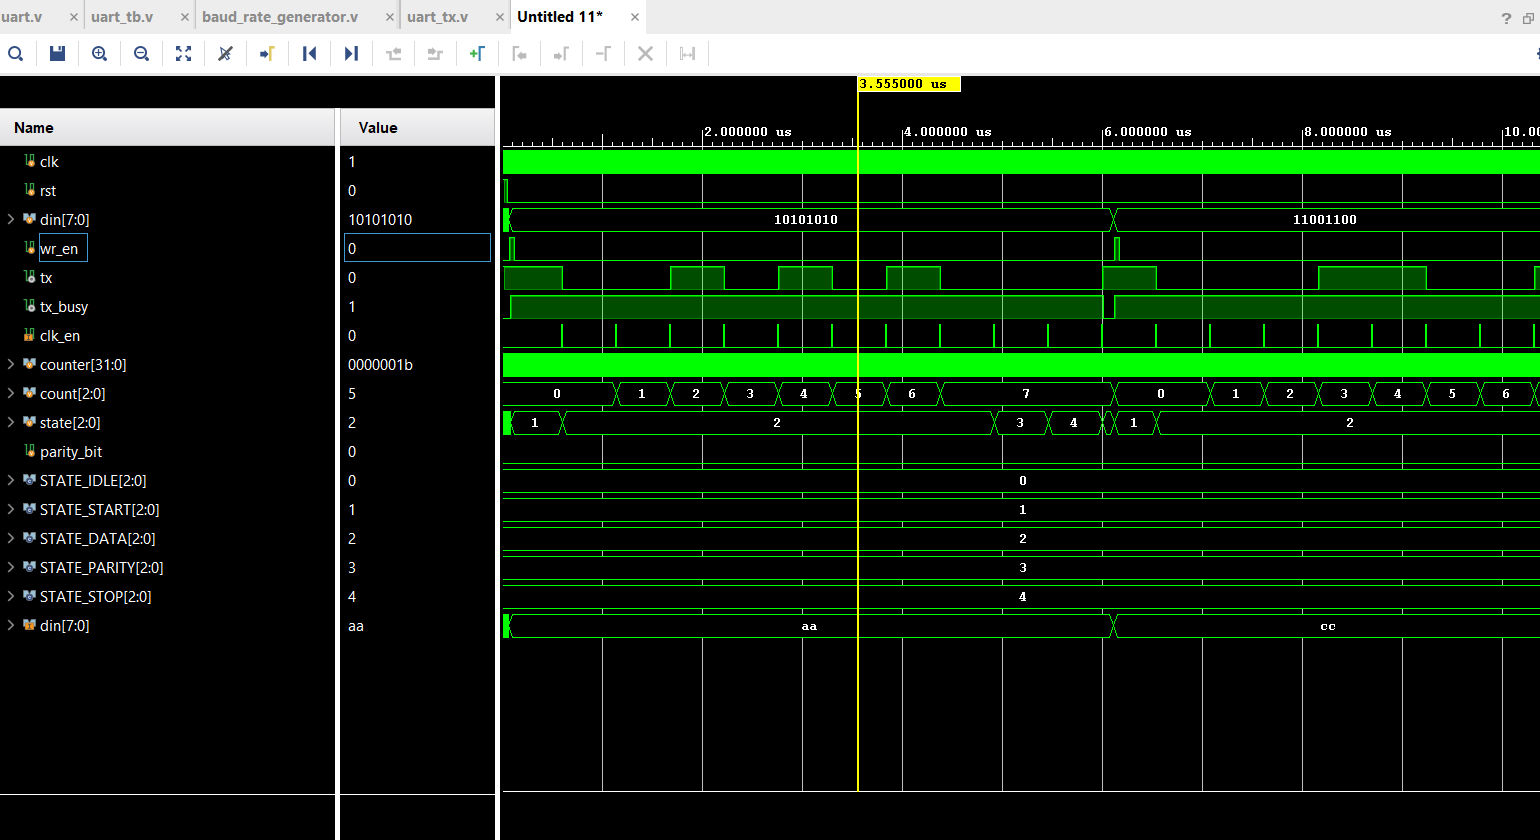 uart.v × uart_tb.v × baud_rate_generator.v × uart_tx.v × Untitled 11* ×
?
3.555000 us
Name Value
2.000000 us 4.000000 us 6.000000 us 8.000000 us 10.00
clk 1
rst 0
din[7:0] 10101010 10101010 11001100
wr_en 0
tx 0
tx_busy 1
clk_en 0
counter[31:0] 0000001b
count[2:0] 5 0 1 2 3 4 5 6 7 0 1 2 3 4 5 6
state[2:0] 2 1 2 3 4 1 2
parity_bit 0
STATE_IDLE[2:0] 0 0
STATE_START[2:0] 1 1
STATE_DATA[2:0] 2 2
STATE_PARITY[2:0] 3 3
STATE_STOP[2:0] 4 4
din[7:0] aa aa cc